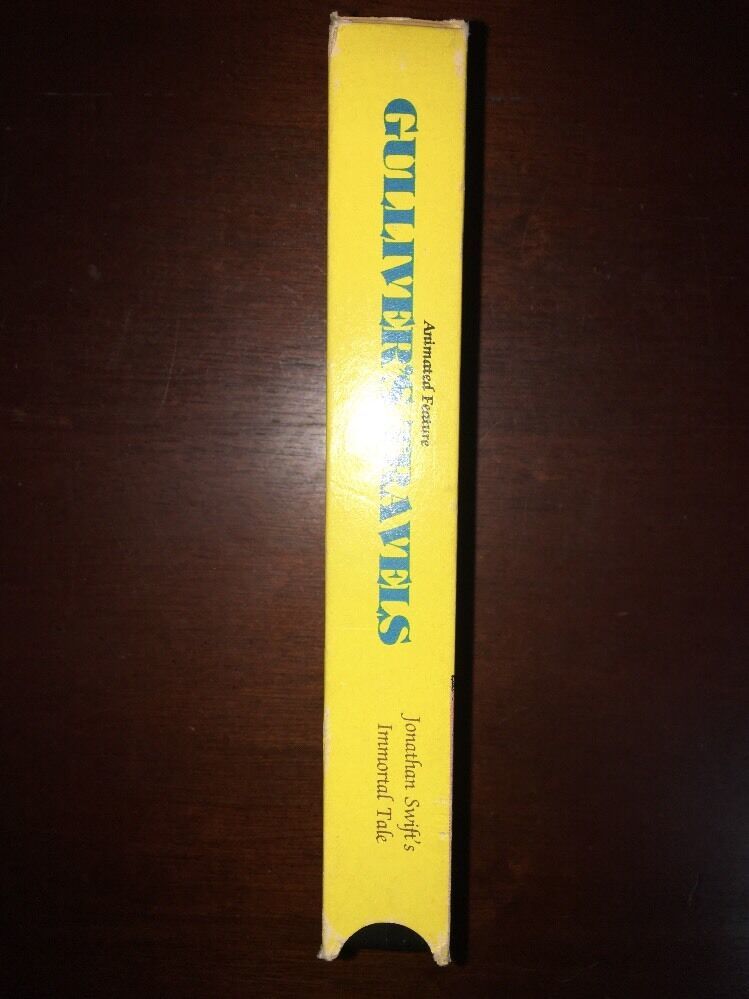 Animated Feature
GULLIVER'S TRAVELS
Jonathan Swift's
Immortal Tale